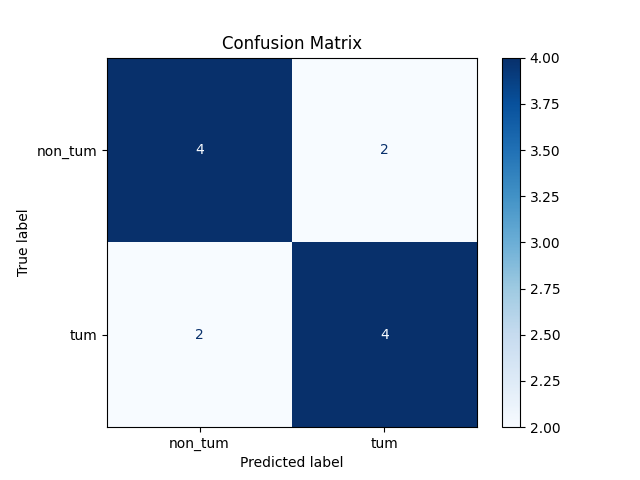 Confusion Matrix
True label
non_tum
tum
4
2
2
4
non_tum
tum
Predicted label
4.00
3.75
3.50
3.25
3.00
2.75
2.50
2.25
2.00